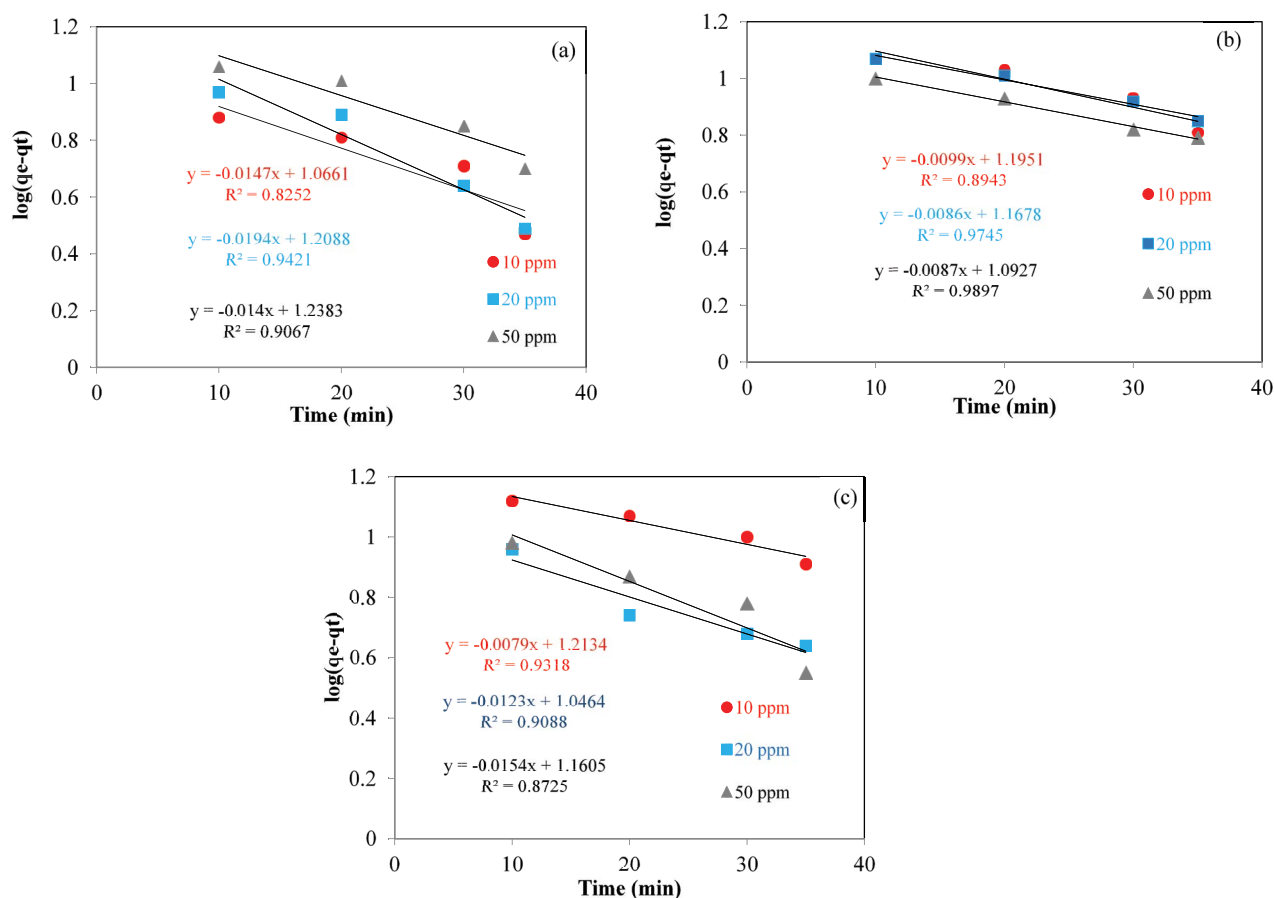 (a)
log(qe-qt)
1.2
1
0.8
0.6
0.4
0.2
0
y = -0.0147x + 1.0661
R² = 0.8252
y = -0.0194x + 1.2088
R² = 0.9421
y = -0.014x + 1.2383
R² = 0.9067
10 ppm
20 ppm
50 ppm
0 10 20 30 40
Time (min)
(b)
log(qe-qt)
1.2
1
0.8
0.6
0.4
0.2
0
y = -0.0099x + 1.1951
R² = 0.8943
y = -0.0086x + 1.1678
R² = 0.9745
y = -0.0087x + 1.0927
R² = 0.9897
10 ppm
20 ppm
50 ppm
0 10 20 30 40
Time (min)
(c)
log(qe-qt)
1.2
1
0.8
0.6
0.4
0.2
0
y = -0.0079x + 1.2134
R² = 0.9318
y = -0.0123x + 1.0464
R² = 0.9088
y = -0.0154x + 1.1605
R² = 0.8725
10 ppm
20 ppm
50 ppm
0 10 20 30 40
Time (min)